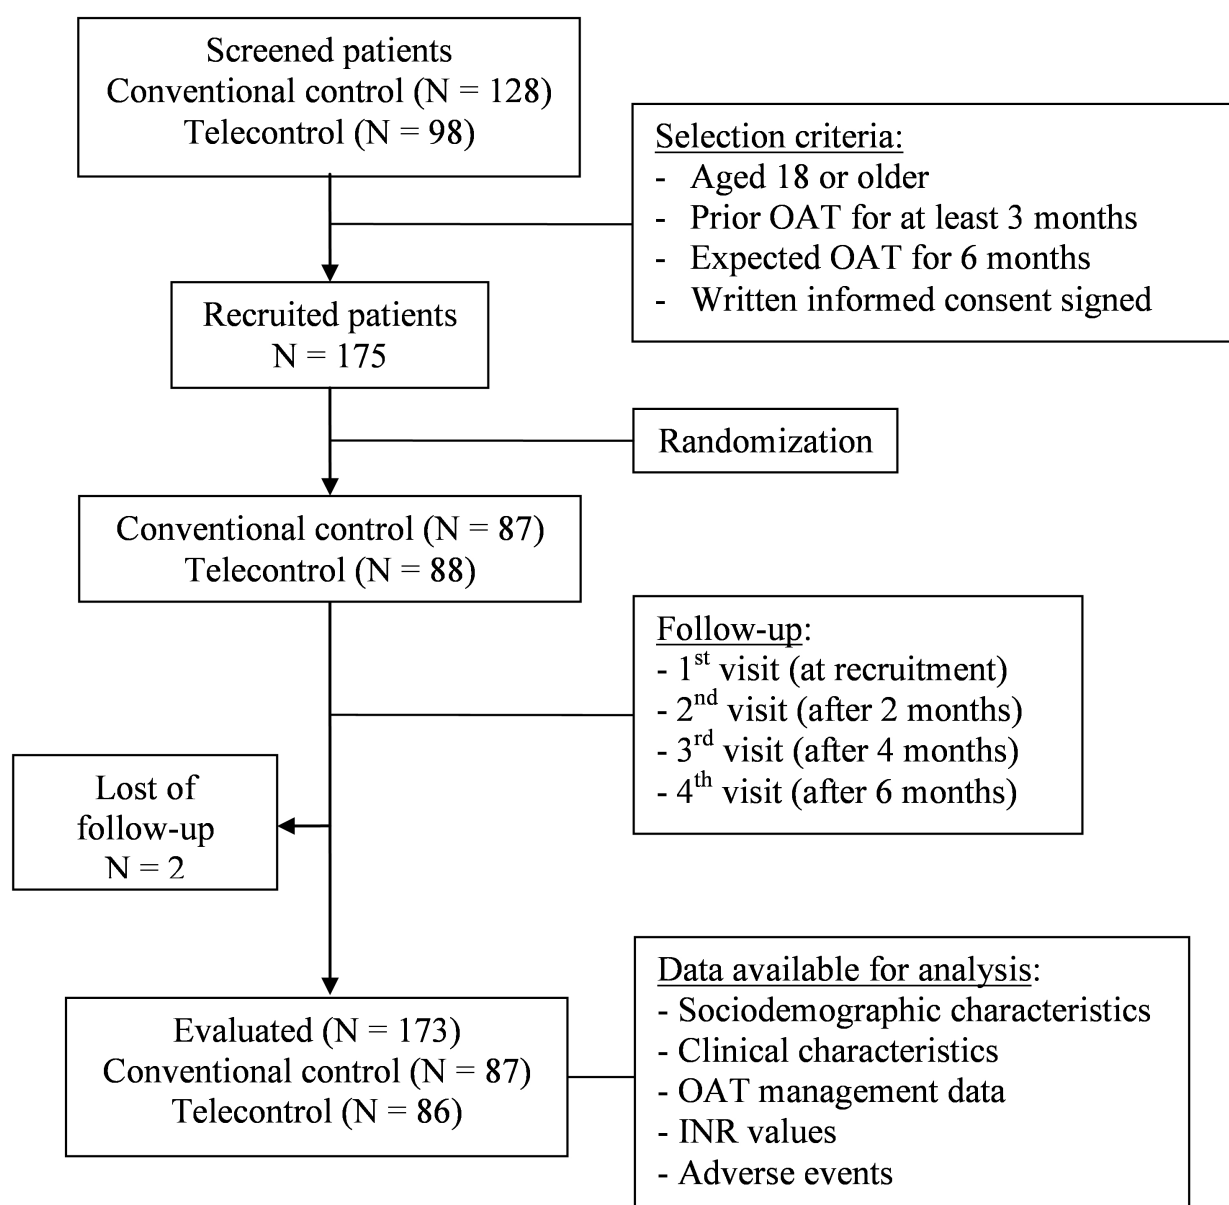 Screened patients
Conventional control (N = 128)
Telecontrol (N = 98)
Selection criteria:
- Aged 18 or older
- Prior OAT for at least 3 months
- Expected OAT for 6 months
- Written informed consent signed
Recruited patients
N = 175
Randomization
Conventional control (N = 87)
Telecontrol (N = 88)
Follow-up:
- 1st visit (at recruitment)
- 2nd visit (after 2 months)
- 3rd visit (after 4 months)
- 4th visit (after 6 months)
Lost of
follow-up
N = 2
Evaluated (N = 173)
Conventional control (N = 87)
Telecontrol (N = 86)
Data available for analysis:
- Sociodemographic characteristics
- Clinical characteristics
- OAT management data
- INR values
- Adverse events